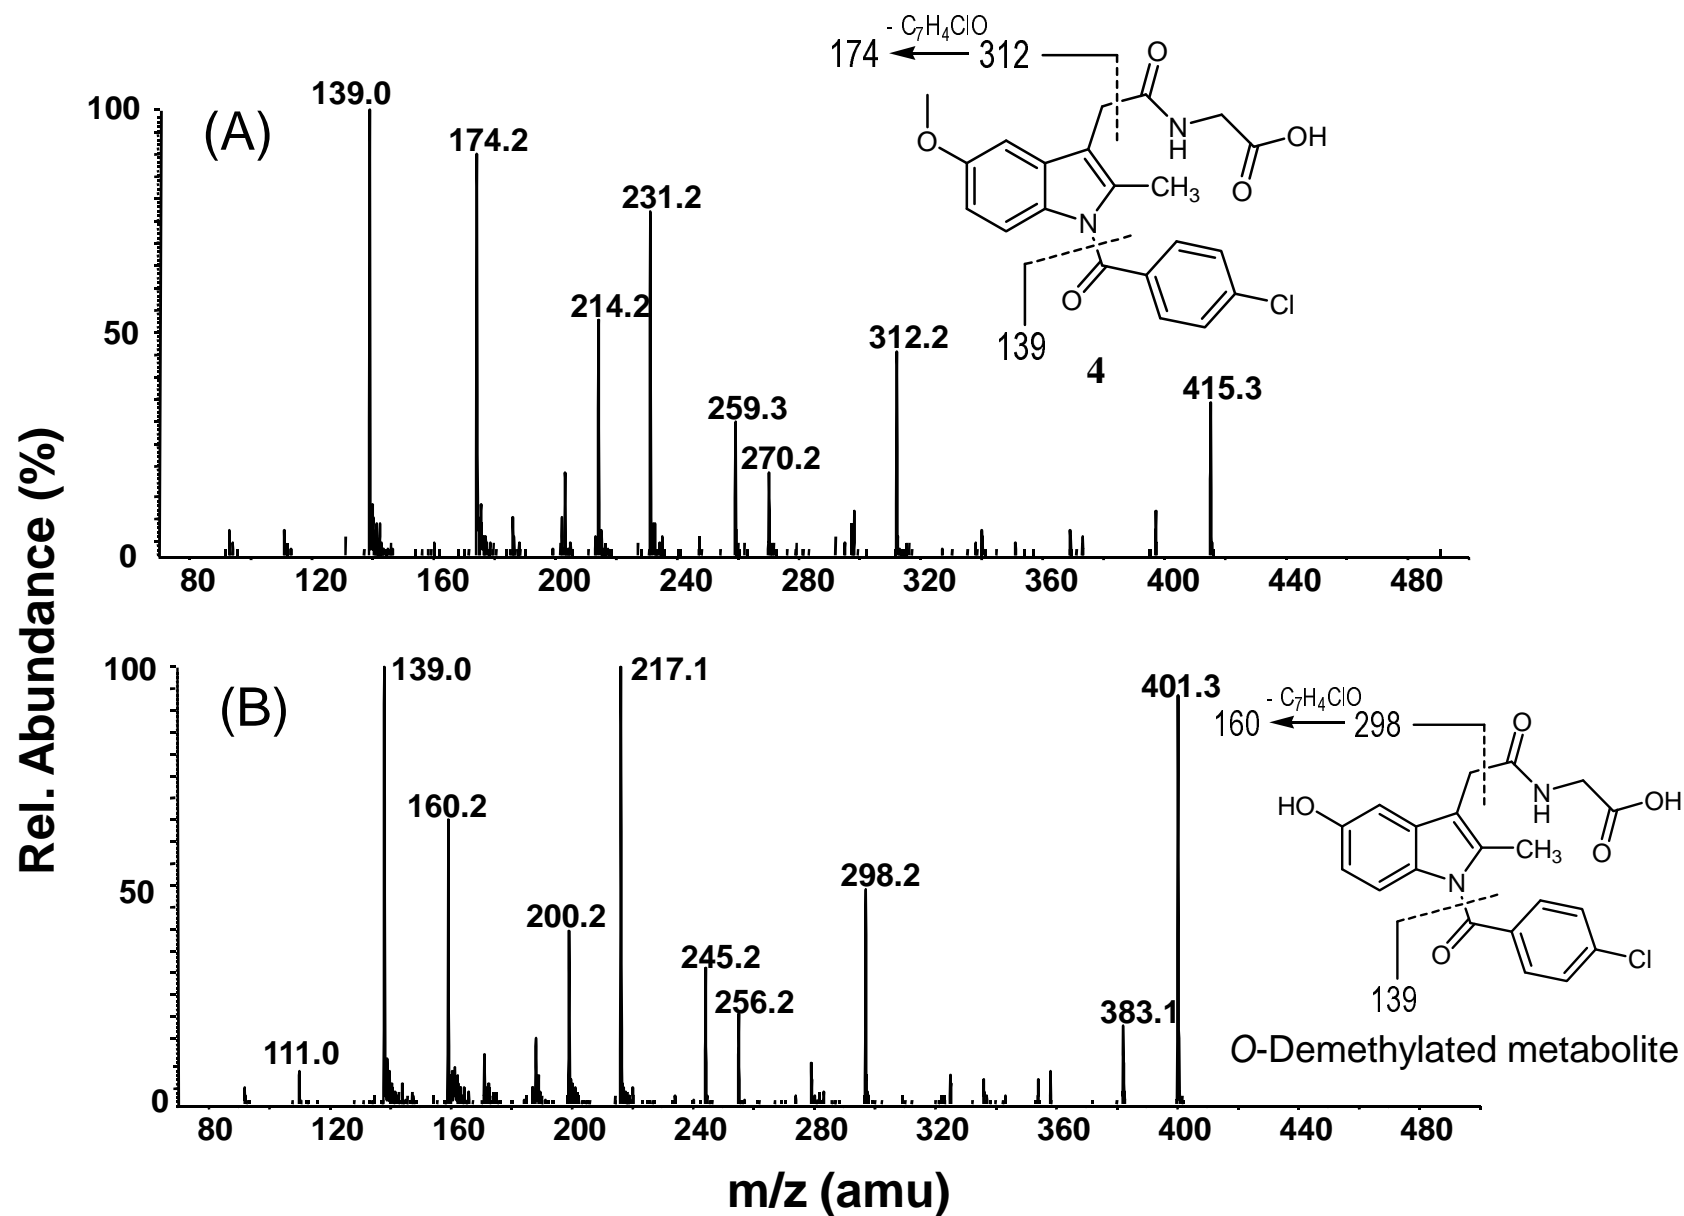 - C7H4ClO
174 312
(A)
O
N
H
OH
O
O
CH3
N
O
Cl
139
4
139.0
174.2
231.2
214.2
312.2
415.3
259.3
270.2
100
50
0
80 120 160 200 240 280 320 360 400 440 480
Rel. Abundance (%)
(B)
139.0
217.1
401.3
160.2
298.2
200.2
245.2
256.2
383.1
111.0
100
50
0
80 120 160 200 240 280 320 360 400 440 480
m/z (amu)
- C7H4ClO
160 298
O
HO
N
H
OH
O
CH3
N
O
Cl
139
O-Demethylated metabolite